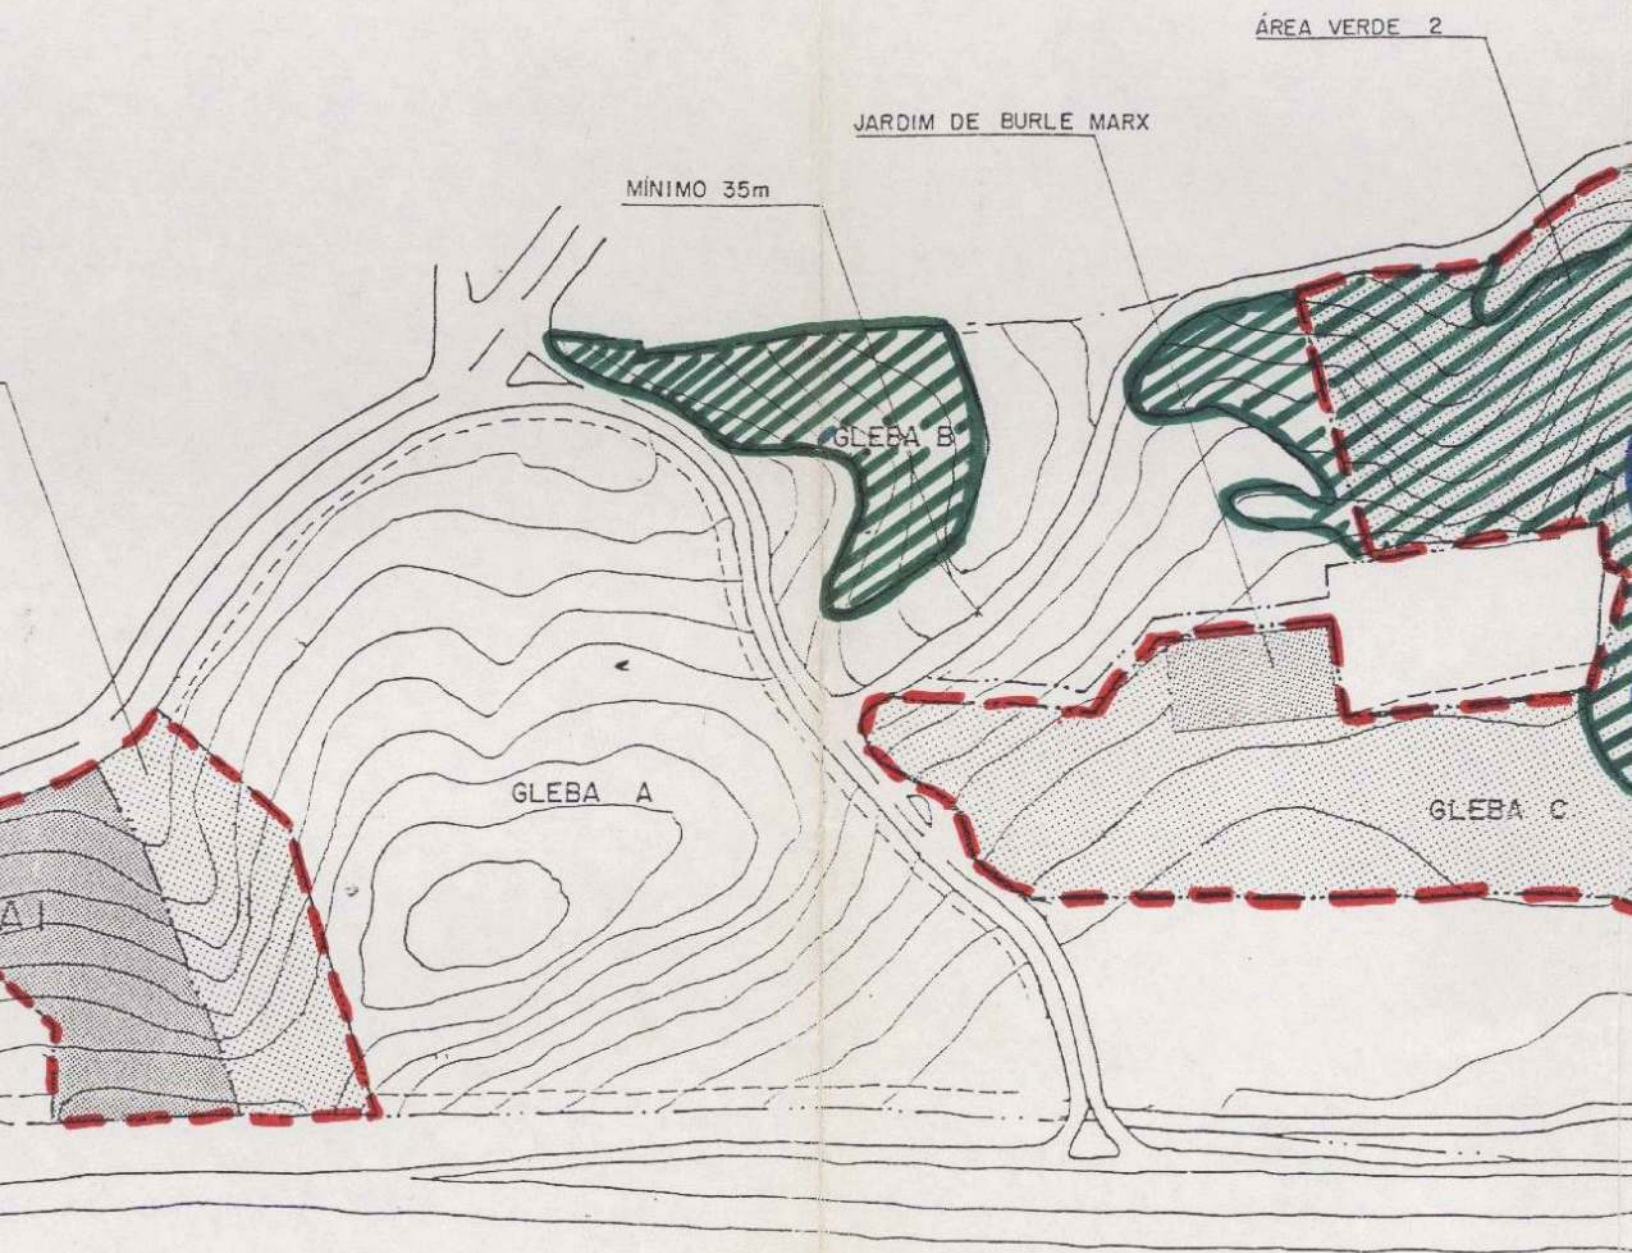 ÁREA VERDE 2
JARDIM DE BURLE MARX
MÍNIMO 35m
GLEBA B
GLEBA A
GLEBA C